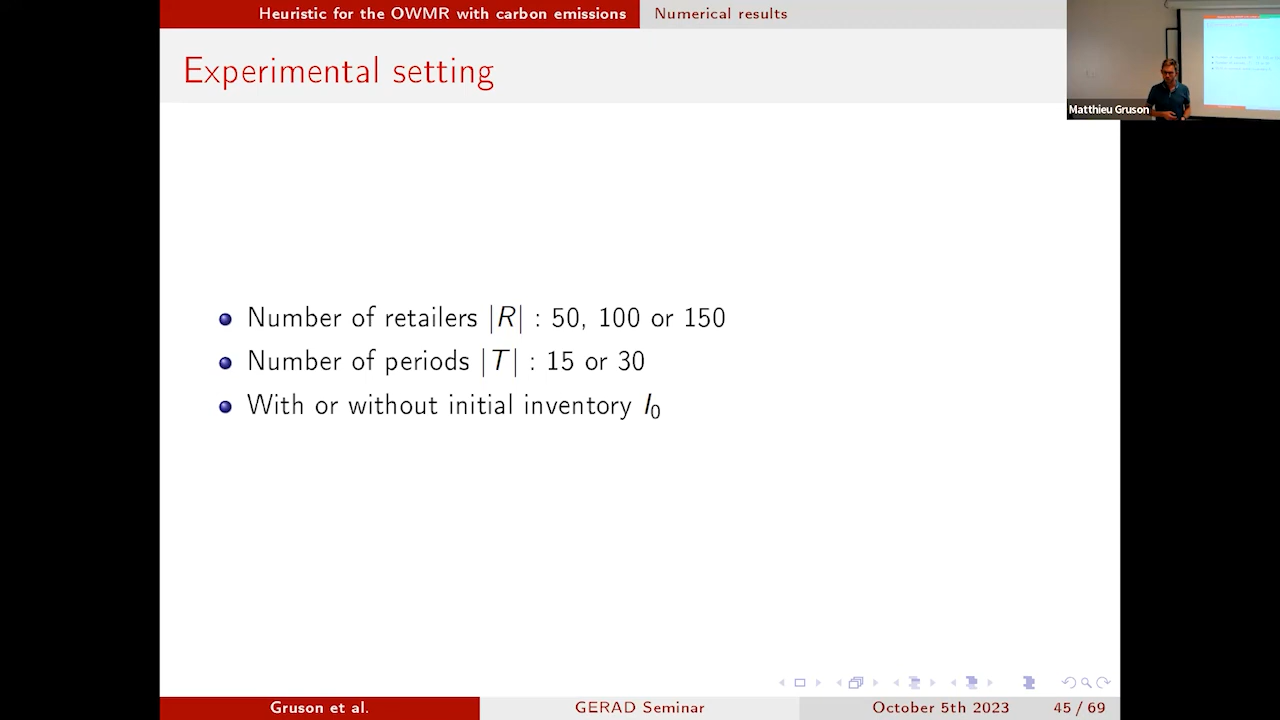 Heuristic for the OWMR with carbon emissions
Numerical results
Experimental setting
Matthieu Gruson
Number of retailers |R| : 50, 100 or 150
Number of periods |T| : 15 or 30
With or without initial inventory I₀
Gruson et al.
GERAD Seminar
October 5th 2023
45 / 69